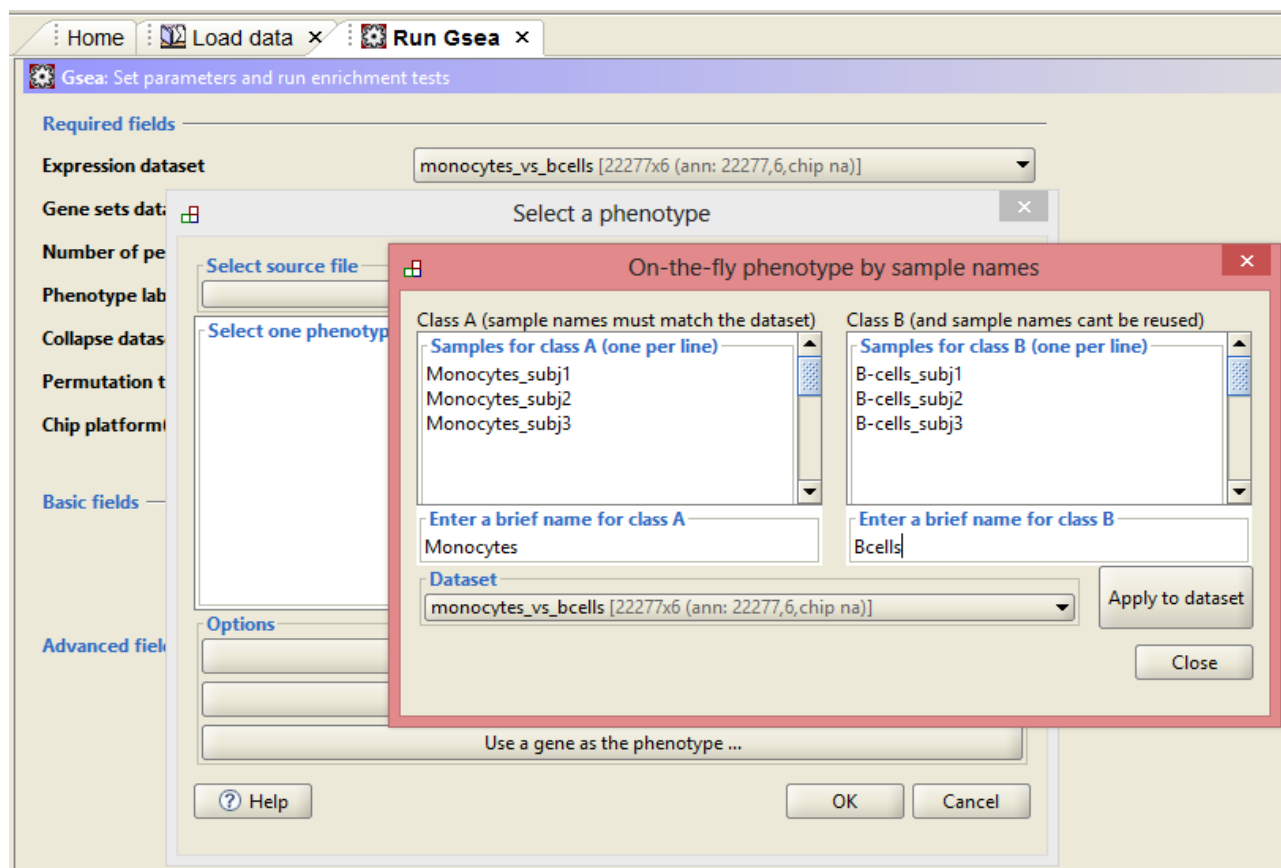 Home Load data × Run Gsea ×
Gsea: Set parameters and run enrichment tests
Required fields
Expression dataset monocytes_vs_bcells [22277x6 (ann: 22277,6,chip na)]
Gene sets data
Select a phenotype
Number of pe
Select source file
On-the-fly phenotype by sample names
Phenotype lab
Class A (sample names must match the dataset) Class B (and sample names cant be reused)
Collapse datas
Select one phenotyp
Samples for class A (one per line) Samples for class B (one per line)
Permutation t
Monocytes_subj1 B-cells_subj1
Monocytes_subj2 B-cells_subj2
Chip platform(
Monocytes_subj3 B-cells_subj3
Basic fields
Enter a brief name for class A Enter a brief name for class B
Monocytes Bcells
Dataset
monocytes_vs_bcells [22277x6 (ann: 22277,6,chip na)] Apply to dataset
Options
Advanced fiel
Close
Use a gene as the phenotype ...
Help OK Cancel